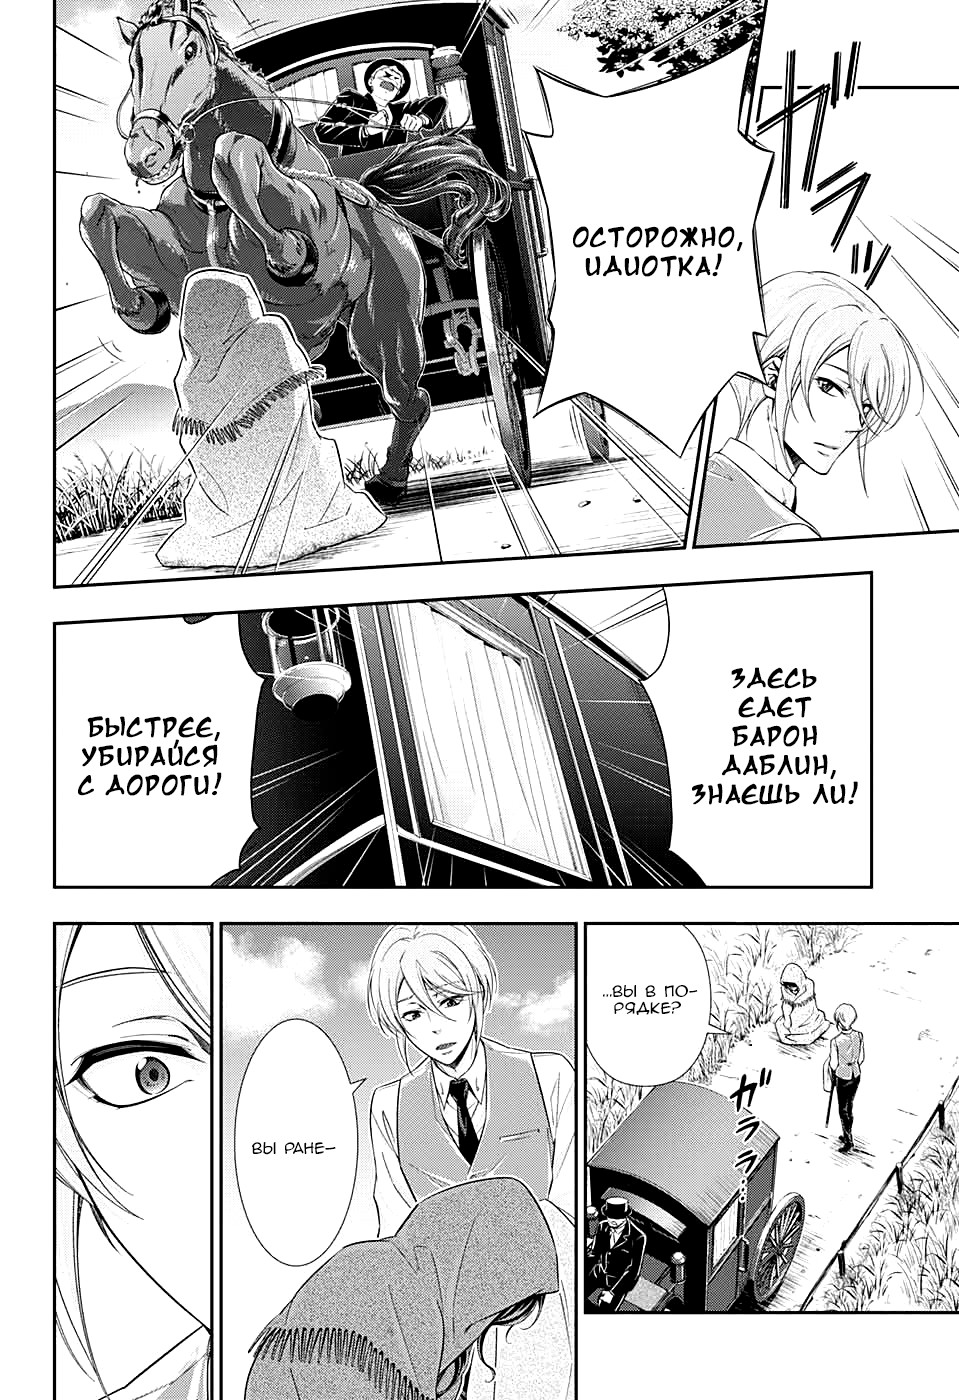 ОСТОРОЖНО,
ИДИОТКА!
ЗДЕСЬ
ЕДЕТ
БАРОН
ДАБЛИН,
ЗНАЕШЬ ЛИ!
БЫСТРЕЕ,
УБИРАЙСЯ
С ДОРОГИ!
...ВЫ В ПО-
РЯДКЕ?
ВЫ РАНЕ-